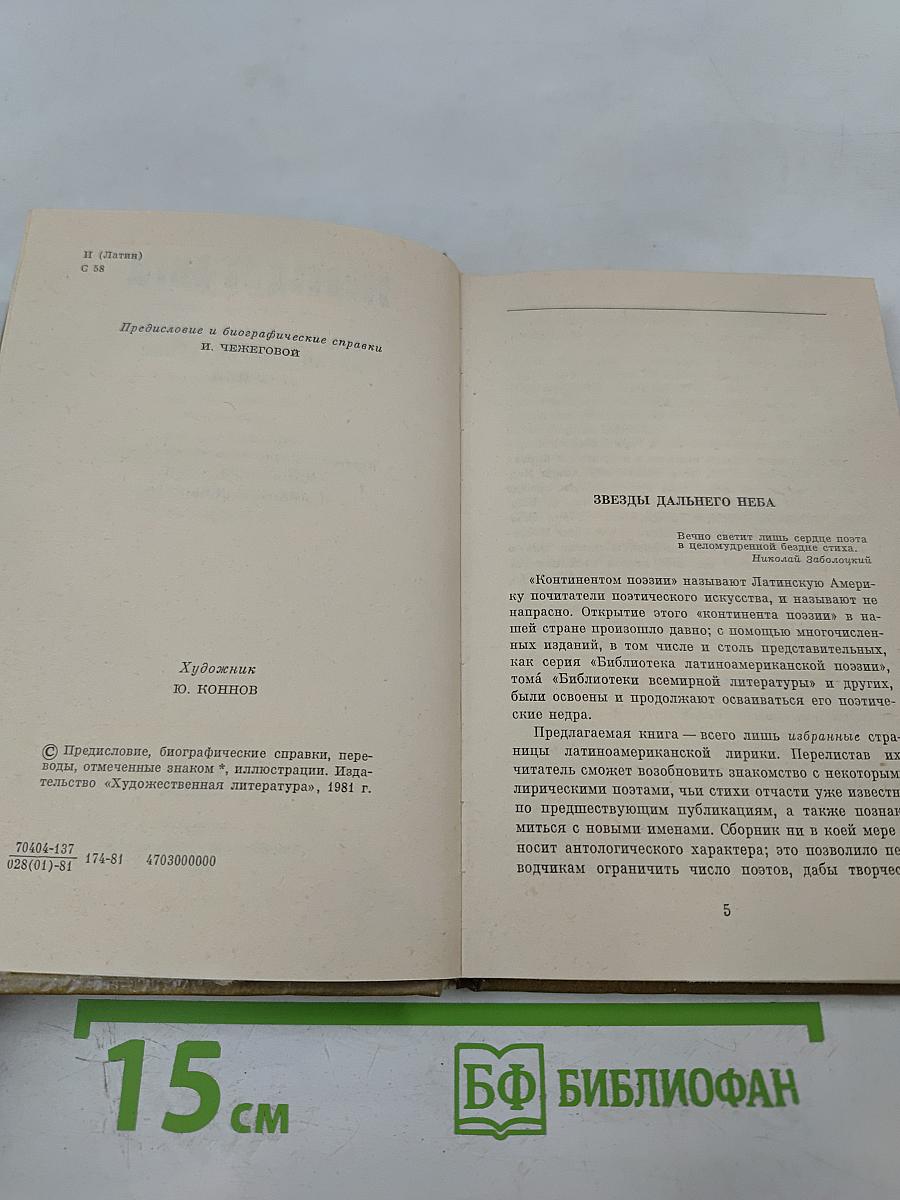 И (Латин)
С 58
Предисловие и биографические справки
И. ЧЕЖЕГОВОЙ
Художник
Ю. КОННОВ
© Предисловие, биографические справки, пере-
воды, отмеченные знаком *, иллюстрации. Изда-
тельство «Художественная литература», 1981 г.
70404-137
028(01)-81
174-81 4703000000
ЗВЕЗДЫ ДАЛЬНЕГО НЕБА
Вечно светит лишь сердце поэта
в целомудренной бездне стиха.
Николай Заболоцкий
«Континентом поэзии» называют Латинскую Амери-
ку почитатели поэтического искусства, и называют не
напрасно. Открытие этого «континента поэзии» в на-
шей стране произошло давно; с помощью многочислен-
ных изданий, в том числе и столь представительных,
как серия «Библиотека латиноамериканской поэзии»,
тома́ «Библиотеки всемирной литературы» и других,
были освоены и продолжают осваиваться его поэтиче-
ские недра.
Предлагаемая книга — всего лишь избранные стра-
ницы латиноамериканской лирики. Перелистав их
читатель сможет возобновить знакомство с некоторым
лирическими поэтами, чьи стихи отчасти уже известн
по предшествующим публикациям, а также познак
миться с новыми именами. Сборник ни в коей мере
носит антологического характера; это позволило пе
водчикам ограничить число поэтов, дабы творчес
5
15 см
БФ БИБЛИОФАН